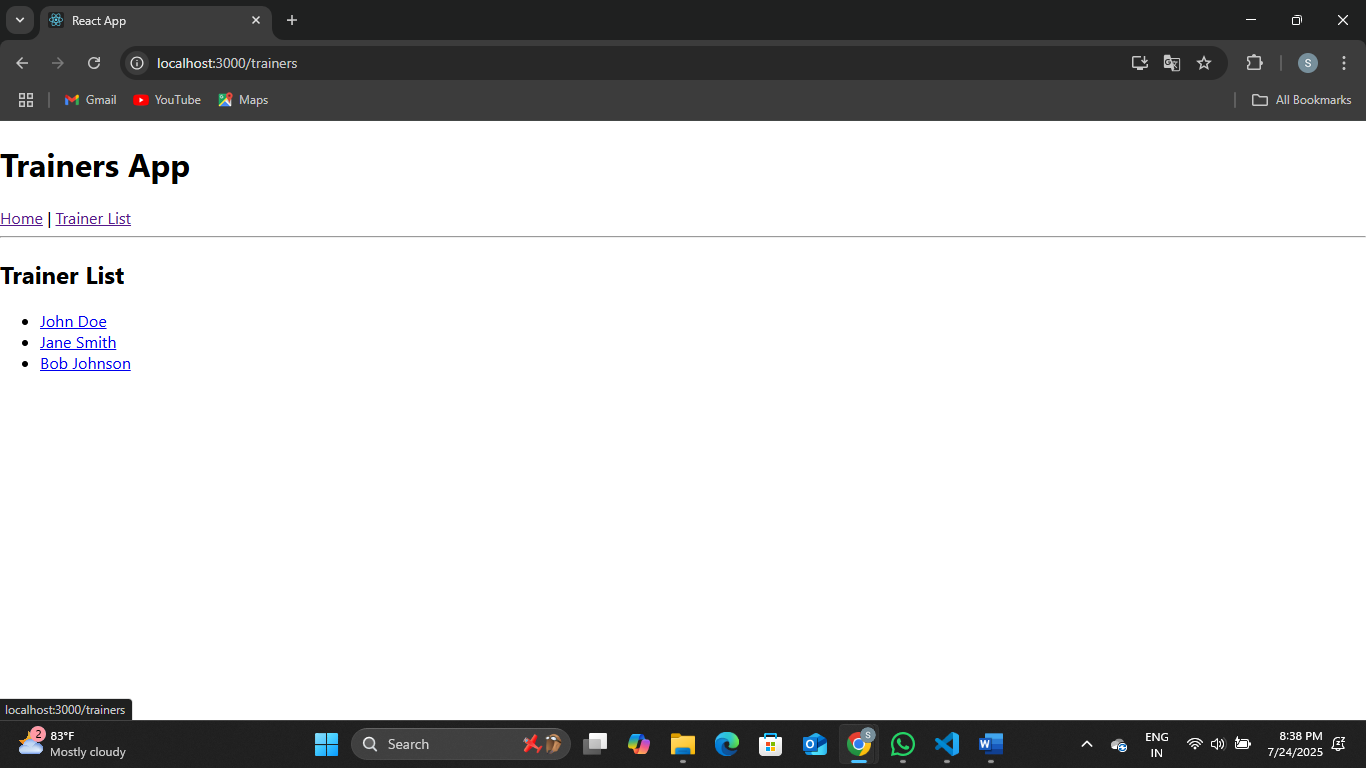 React App
localhost:3000/trainers
Gmail YouTube Maps All Bookmarks
S
Trainers App
Home | Trainer List
Trainer List
John Doe
Jane Smith
Bob Johnson
localhost:3000/trainers
2
83°F
Mostly cloudy
Search
S
ENG
IN
8:38 PM
7/24/2025